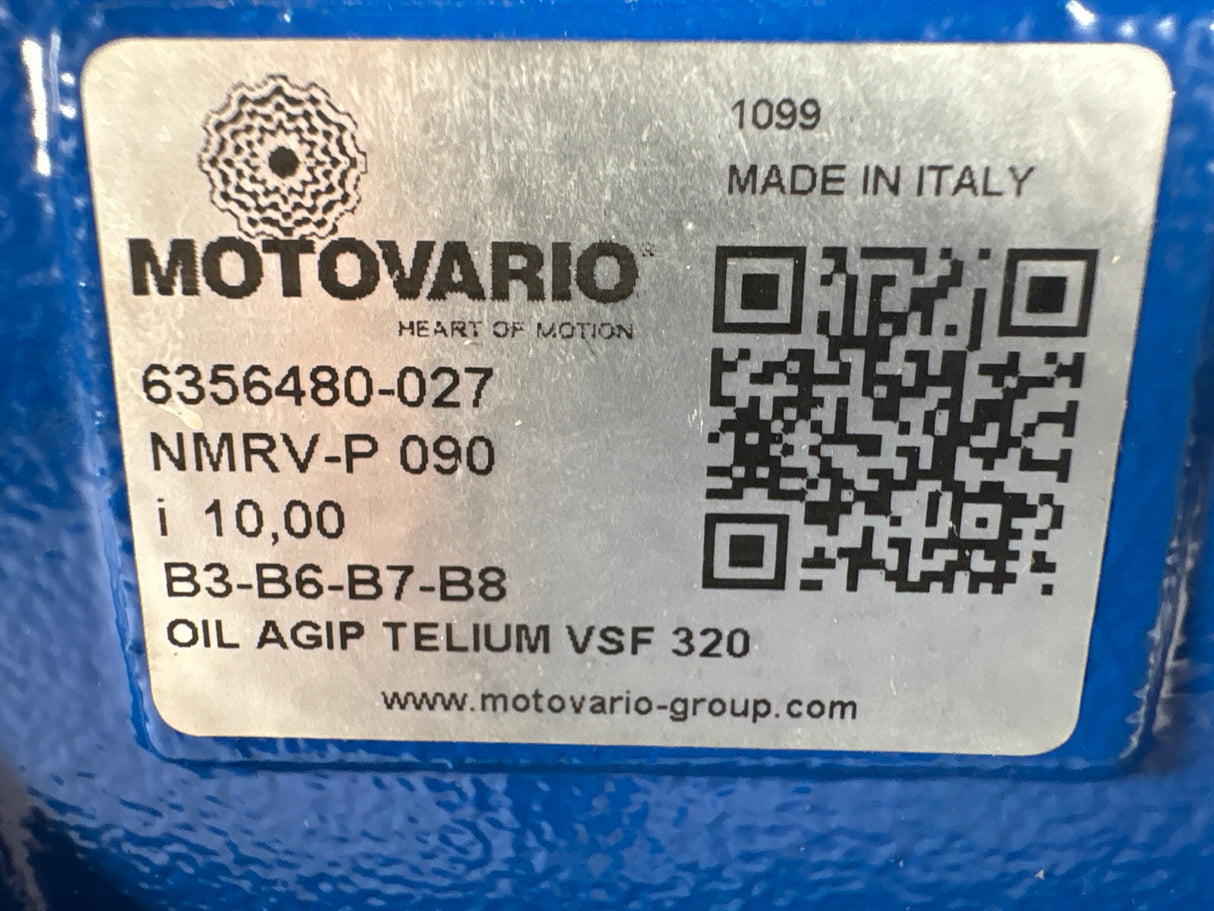 1099
MADE IN ITALY
MOTOVARIO®
HEART OF MOTION
6356480-027
NMRV-P 090
i 10,00
B3-B6-B7-B8
OIL AGIP TELIUM VSF 320
www.motovario-group.com